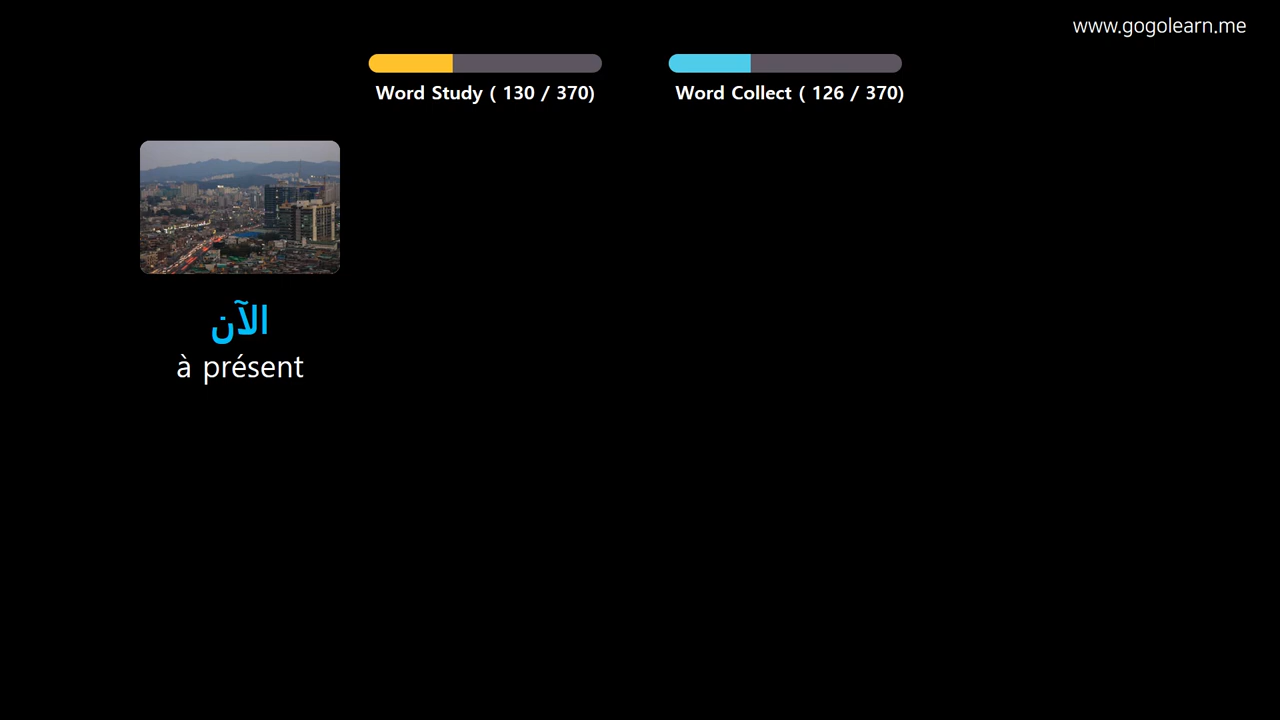 www.gogolearn.me
Word Study ( 130 / 370)
Word Collect ( 126 / 370)
الآن
à présent